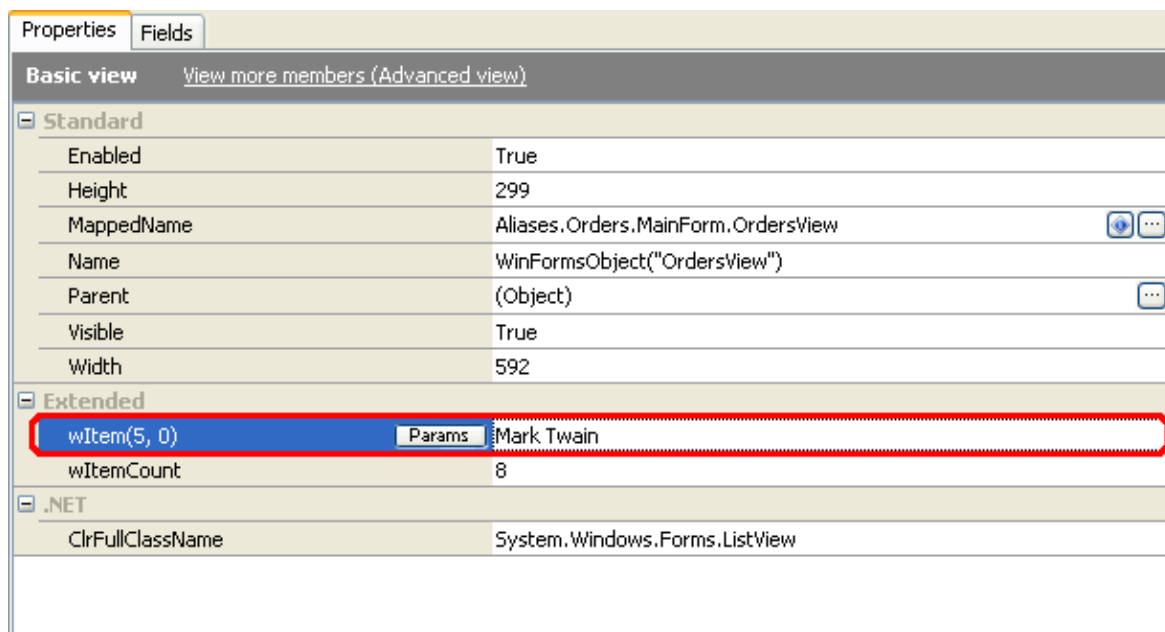 Properties Fields
Basic view View more members (Advanced view)
Standard
Enabled True
Height 299
MappedName Aliases.Orders.MainForm.OrdersView
Name WinFormsObject("OrdersView")
Parent (Object)
Visible True
Width 592
Extended
wItem(5, 0) Params Mark Twain
wItemCount 8
.NET
ClrFullClassName System.Windows.Forms.ListView